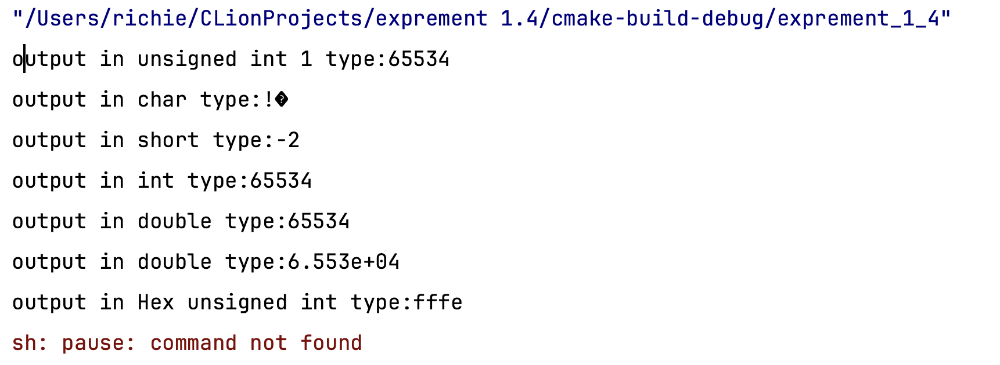 "/Users/richie/CLionProjects/exprement 1.4/cmake-build-debug/exprement_1_4"
output in unsigned int 1 type:65534
output in char type:!�
output in short type:-2
output in int type:65534
output in double type:65534
output in double type:6.553e+04
output in Hex unsigned int type:fffe
sh: pause: command not found